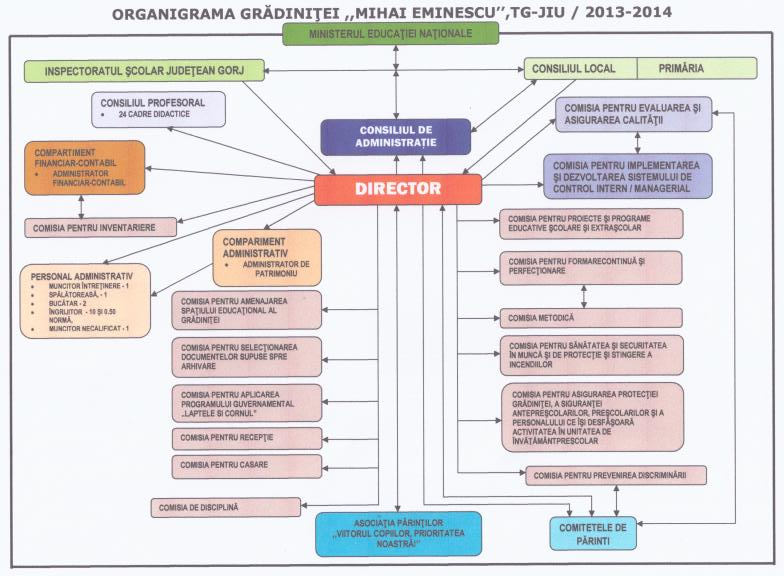 ORGANIGRAMA GRĂDINIŢEI ,,MIHAI EMINESCU'',TG-JIU / 2013-2014
MINISTERUL EDUCAŢIEI NAŢIONALE
INSPECTORATUL ŞCOLAR JUDEŢEAN GORJ
CONSILIUL LOCAL
PRIMĂRIA
CONSILIUL PROFESORAL
• 24 CADRE DIDACTICE
CONSILIUL DE
ADMINISTRAŢIE
COMISIA PENTRU EVALUAREA ŞI
ASIGURAREA CALITĂŢII
COMPARTIMENT
FINANCIAR-CONTABIL
• ADMINISTRATOR
FINANCIAR-CONTABIL
COMISIA PENTRU IMPLEMENTAREA
ŞI DEZVOLTAREA SISTEMULUI DE
CONTROL INTERN / MANAGERIAL
DIRECTOR
COMISIA PENTRU INVENTARIERE
COMPARIMENT
ADMINISTRATIV
• ADMINISTRATOR DE
PATRIMONIU
PERSONAL ADMINISTRATIV
• MUNCITOR ÎNTREŢINERE - 1
• SPĂLĂTOREASĂ, - 1
• BUCĂTAR - 2
• ÎNGRIJITOR - 10 ŞI 0.50
NORMĂ,
• MUNCITOR NECALIFICAT - 1
COMISIA PENTRU AMENAJAREA
SPAŢIULUI EDUCAŢIONAL AL
GRĂDINIŢEI
COMISIA PENTRU SELECŢIONAREA
DOCUMENTELOR SUPUSE SPRE
ARHIVARE
COMISIA PENTRU APLICAREA
PROGRAMULUI GUVERNAMENTAL
„LAPTELE SI CORNUL"
COMISIA PENTRU RECEPŢIE
COMISIA PENTRU CASARE
COMISIA DE DISCIPLINĂ
COMISIA PENTRU PROIECTE ŞI PROGRAME
EDUCATIVE ŞCOLARE ŞI EXTRAŞCOLAR
COMISIA PENTRU FORMARECONTINUĂ ŞI
PERFECŢIONARE
COMISIA METODICĂ
COMISIA PENTRU SĂNĂTATEA ŞI SECURITATEA
ÎN MUNCĂ ŞI DE PROTECŢIE ŞI STINGERE A
INCENDIILOR
COMISIA PENTRU ASIGURAREA PROTECŢIEI
GRĂDINIŢEI, A SIGURANŢEI
ANTEPREŞCOLARILOR, PREŞCOLARILOR ŞI A
PERSONALULUI CE ÎŞI DESFĂŞOARĂ
ACTIVITATEA ÎN UNITATEA DE
ÎNVĂŢĂMÂNTPREŞCOLAR
COMISIA PENTRU PREVENIREA DISCRIMINĂRII
ASOCIAŢIA PĂRINŢILOR
„VIITORUL COPIILOR, PRIORITATEA
NOASTRĂ!"
COMITETELE DE
PĂRINTI